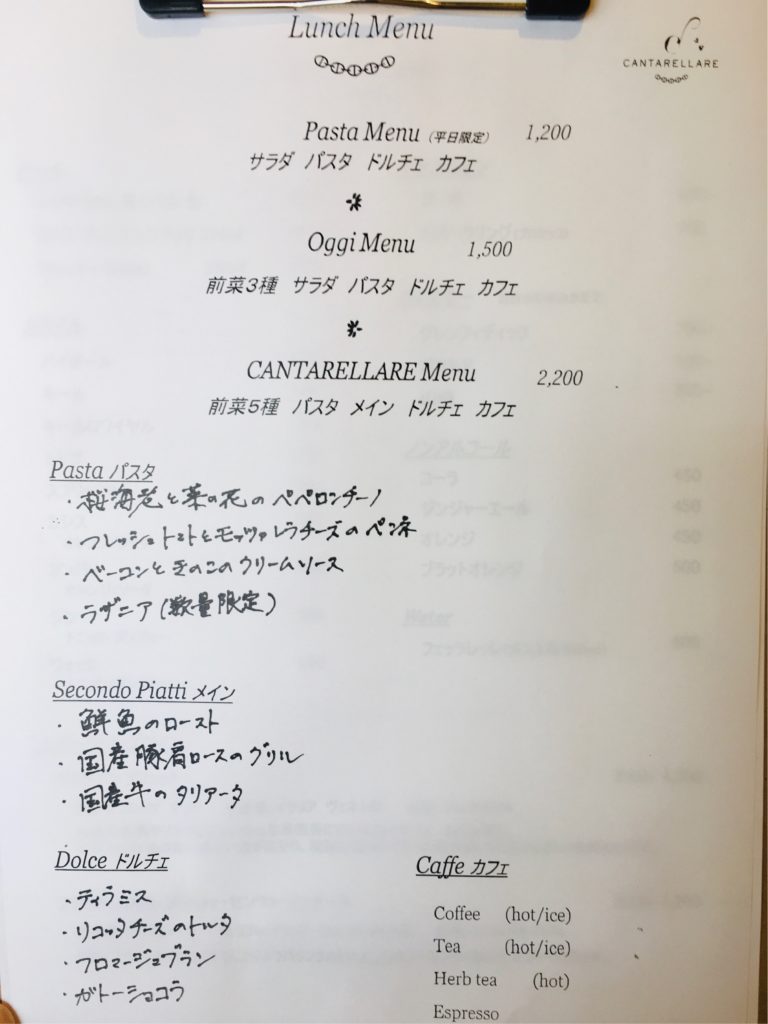 Lunch Menu
CANTARELLARE
Pasta Menu (平日限定) 1,200
サラダ パスタ ドルチェ カフェ
Oggi Menu 1,500
前菜3種 サラダ パスタ ドルチェ カフェ
CANTARELLARE Menu 2,200
前菜5種 パスタ メイン ドルチェ カフェ
Pasta パスタ
・桜海老と菜の花のペペロンチーノ
・フレッシュトマトとモッツァレラチーズのペンネ
・ベーコンときのこのクリームソース
・ラザニア(数量限定)
Secondo Piatti メイン
・鮮魚のロースト
・国産豚肩ロースのグリル
・国産牛のタリアータ
Dolce ドルチェ
・ティラミス
・リコッタチーズのトルタ
・フロマージュブラン
・ガトーショコラ
Caffe カフェ
Coffee (hot/ice)
Tea (hot/ice)
Herb tea (hot)
Espresso